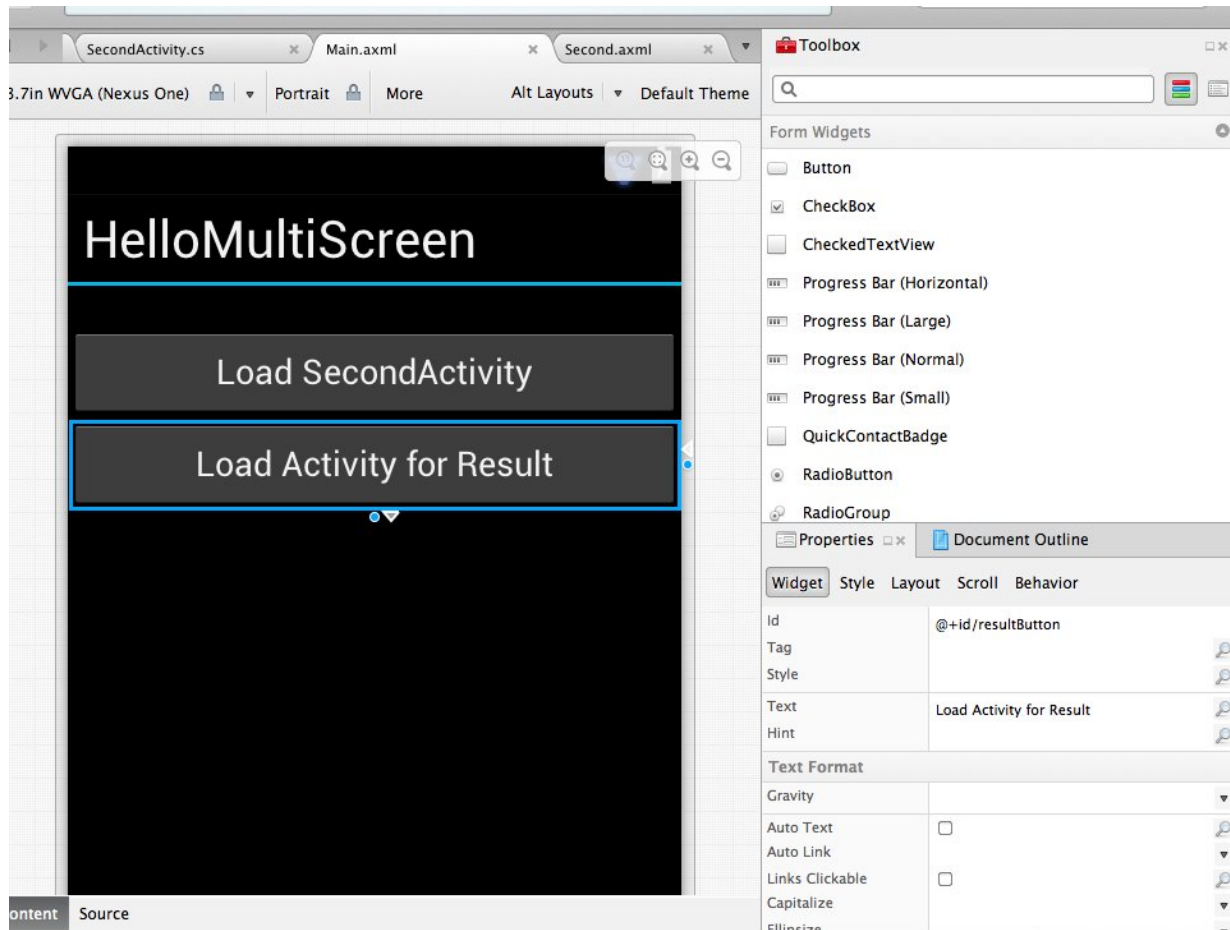 SecondActivity.cs
Main.axml
Second.axml
3.7in WVGA (Nexus One)
Portrait
More
Alt Layouts
Default Theme
HelloMultiScreen
Load SecondActivity
Load Activity for Result
Source
Toolbox
Form Widgets
Button
CheckBox
CheckedTextView
Progress Bar (Horizontal)
Progress Bar (Large)
Progress Bar (Normal)
Progress Bar (Small)
QuickContactBadge
RadioButton
RadioGroup
Properties
Document Outline
Widget Style Layout Scroll Behavior
Id @+id/resultButton
Tag
Style
Text Load Activity for Result
Hint
Text Format
Gravity
Auto Text
Auto Link
Links Clickable
Capitalize
Ellipsize